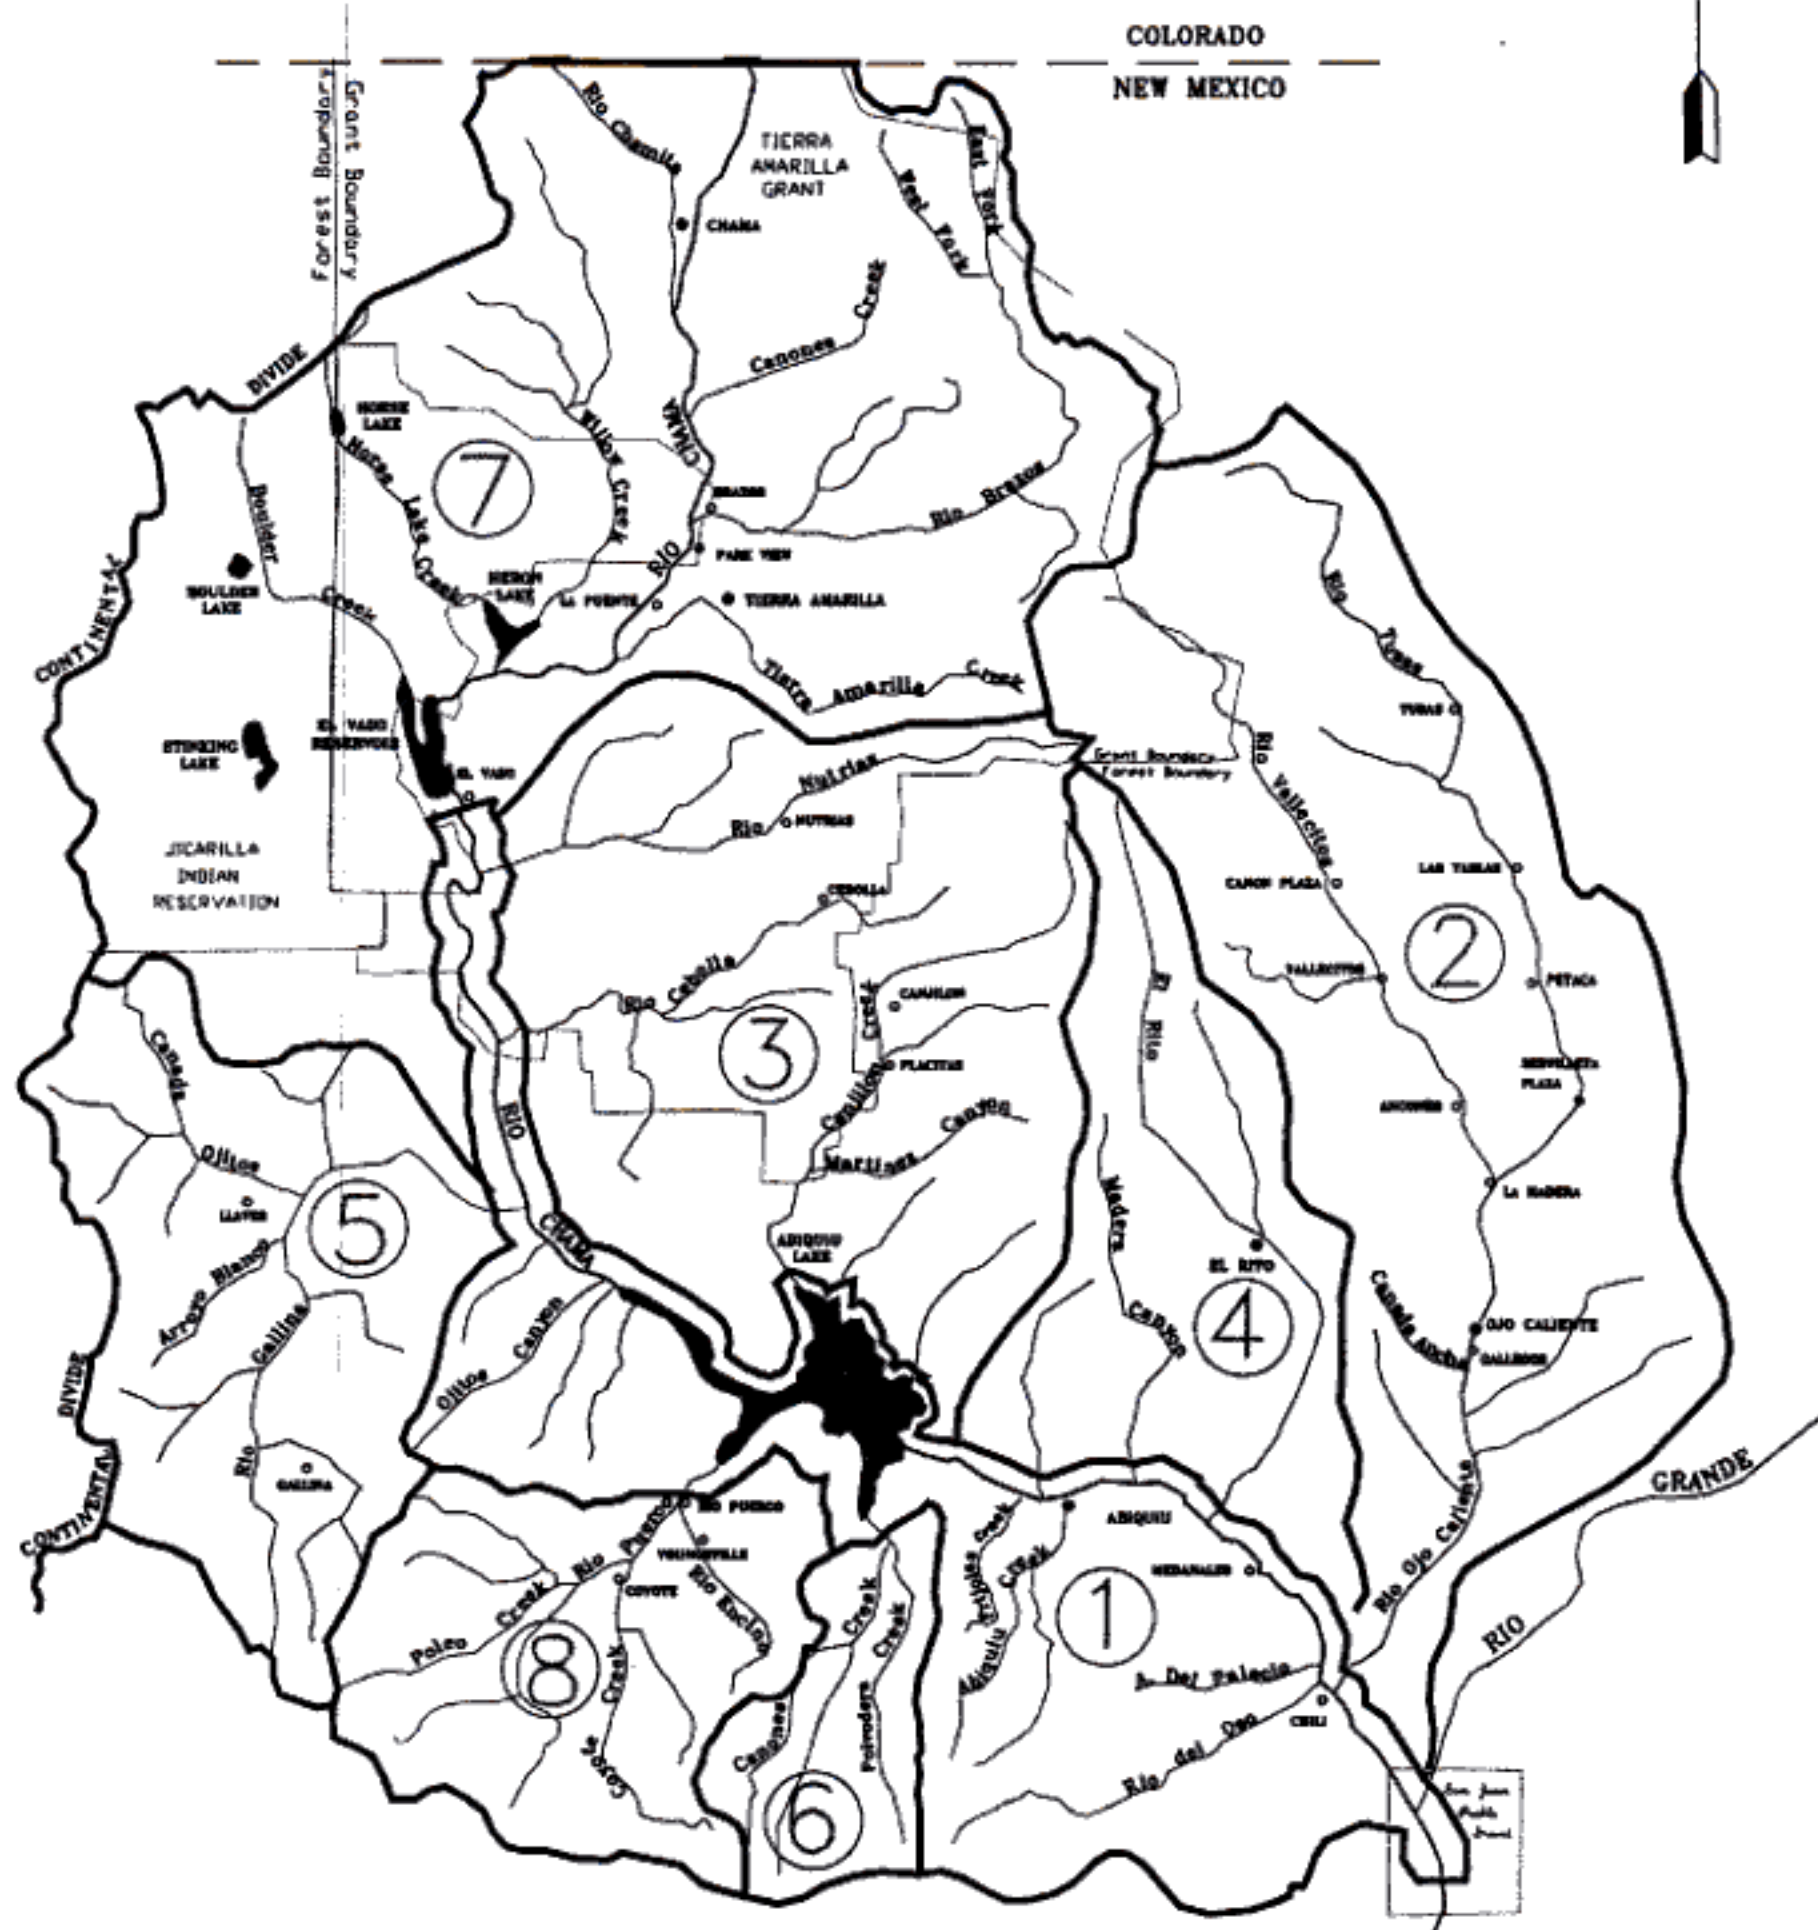 COLORADO
NEW MEXICO
Forest Boundary
Grant Boundary
Rio Chamita
TIERRA
AMARILLA
GRANT
East Fork
West Fork
CHAMA
Canones Creek
DIVIDE
HORSE
LAKE
Horse Lake Creek
7
Willow Creek
CHAMA
RIO
BRAZOS
Rio Brazos
Boulder Creek
PARK VIEW
CONTINENTAL
BOULDER
LAKE
HERON
LAKE
LA PUENTE
TIERRA AMARILLA
Tierra Amarilla Creek
Rio Tusas
TUSAS
STINKING
LAKE
EL VADO
RESERVOIR
EL VADO
Rio Nutrias
NUTRIAS
Grant Boundary
Forest Boundary
Rio Vallecitos
JICARILLA
INDIAN
RESERVATION
CEBOLLA
CANON PLAZA
LAS TABLAS
2
Rio Cebolla
VALLECITOS
PETACA
CANJILON
El Rito
3
Canjilon Creek
PLACITAS
SERVILLETA
PLAZA
Canada
Ojitos
LLAVES
5
RIO
CHAMA
Martinez Canyon
ANCONES
LA MADERA
Madera
CANYON
EL RITO
4
ABIQUIU
LAKE
Arroyo Blanco
Gallina
Rio
Ojitos Canyon
Canada Ancha
OJO CALIENTE
GALLEGOS
DIVIDE
CONTINENTAL
GALLINA
RIO PUERCO
YOUNGSVILLE
COYOTE
Rio Puerco
Rio Encino
Poleo Creek
8
Coyote Creek
ABIQUIU
MEDANALES
1
Abiquiu Creek
Rio Ojo Caliente
RIO
GRANDE
A. Del Palacio
CHILI
Rio del Oso
Canones Creek
Polvadera Creek
6
San Juan
Pueblo
Grant